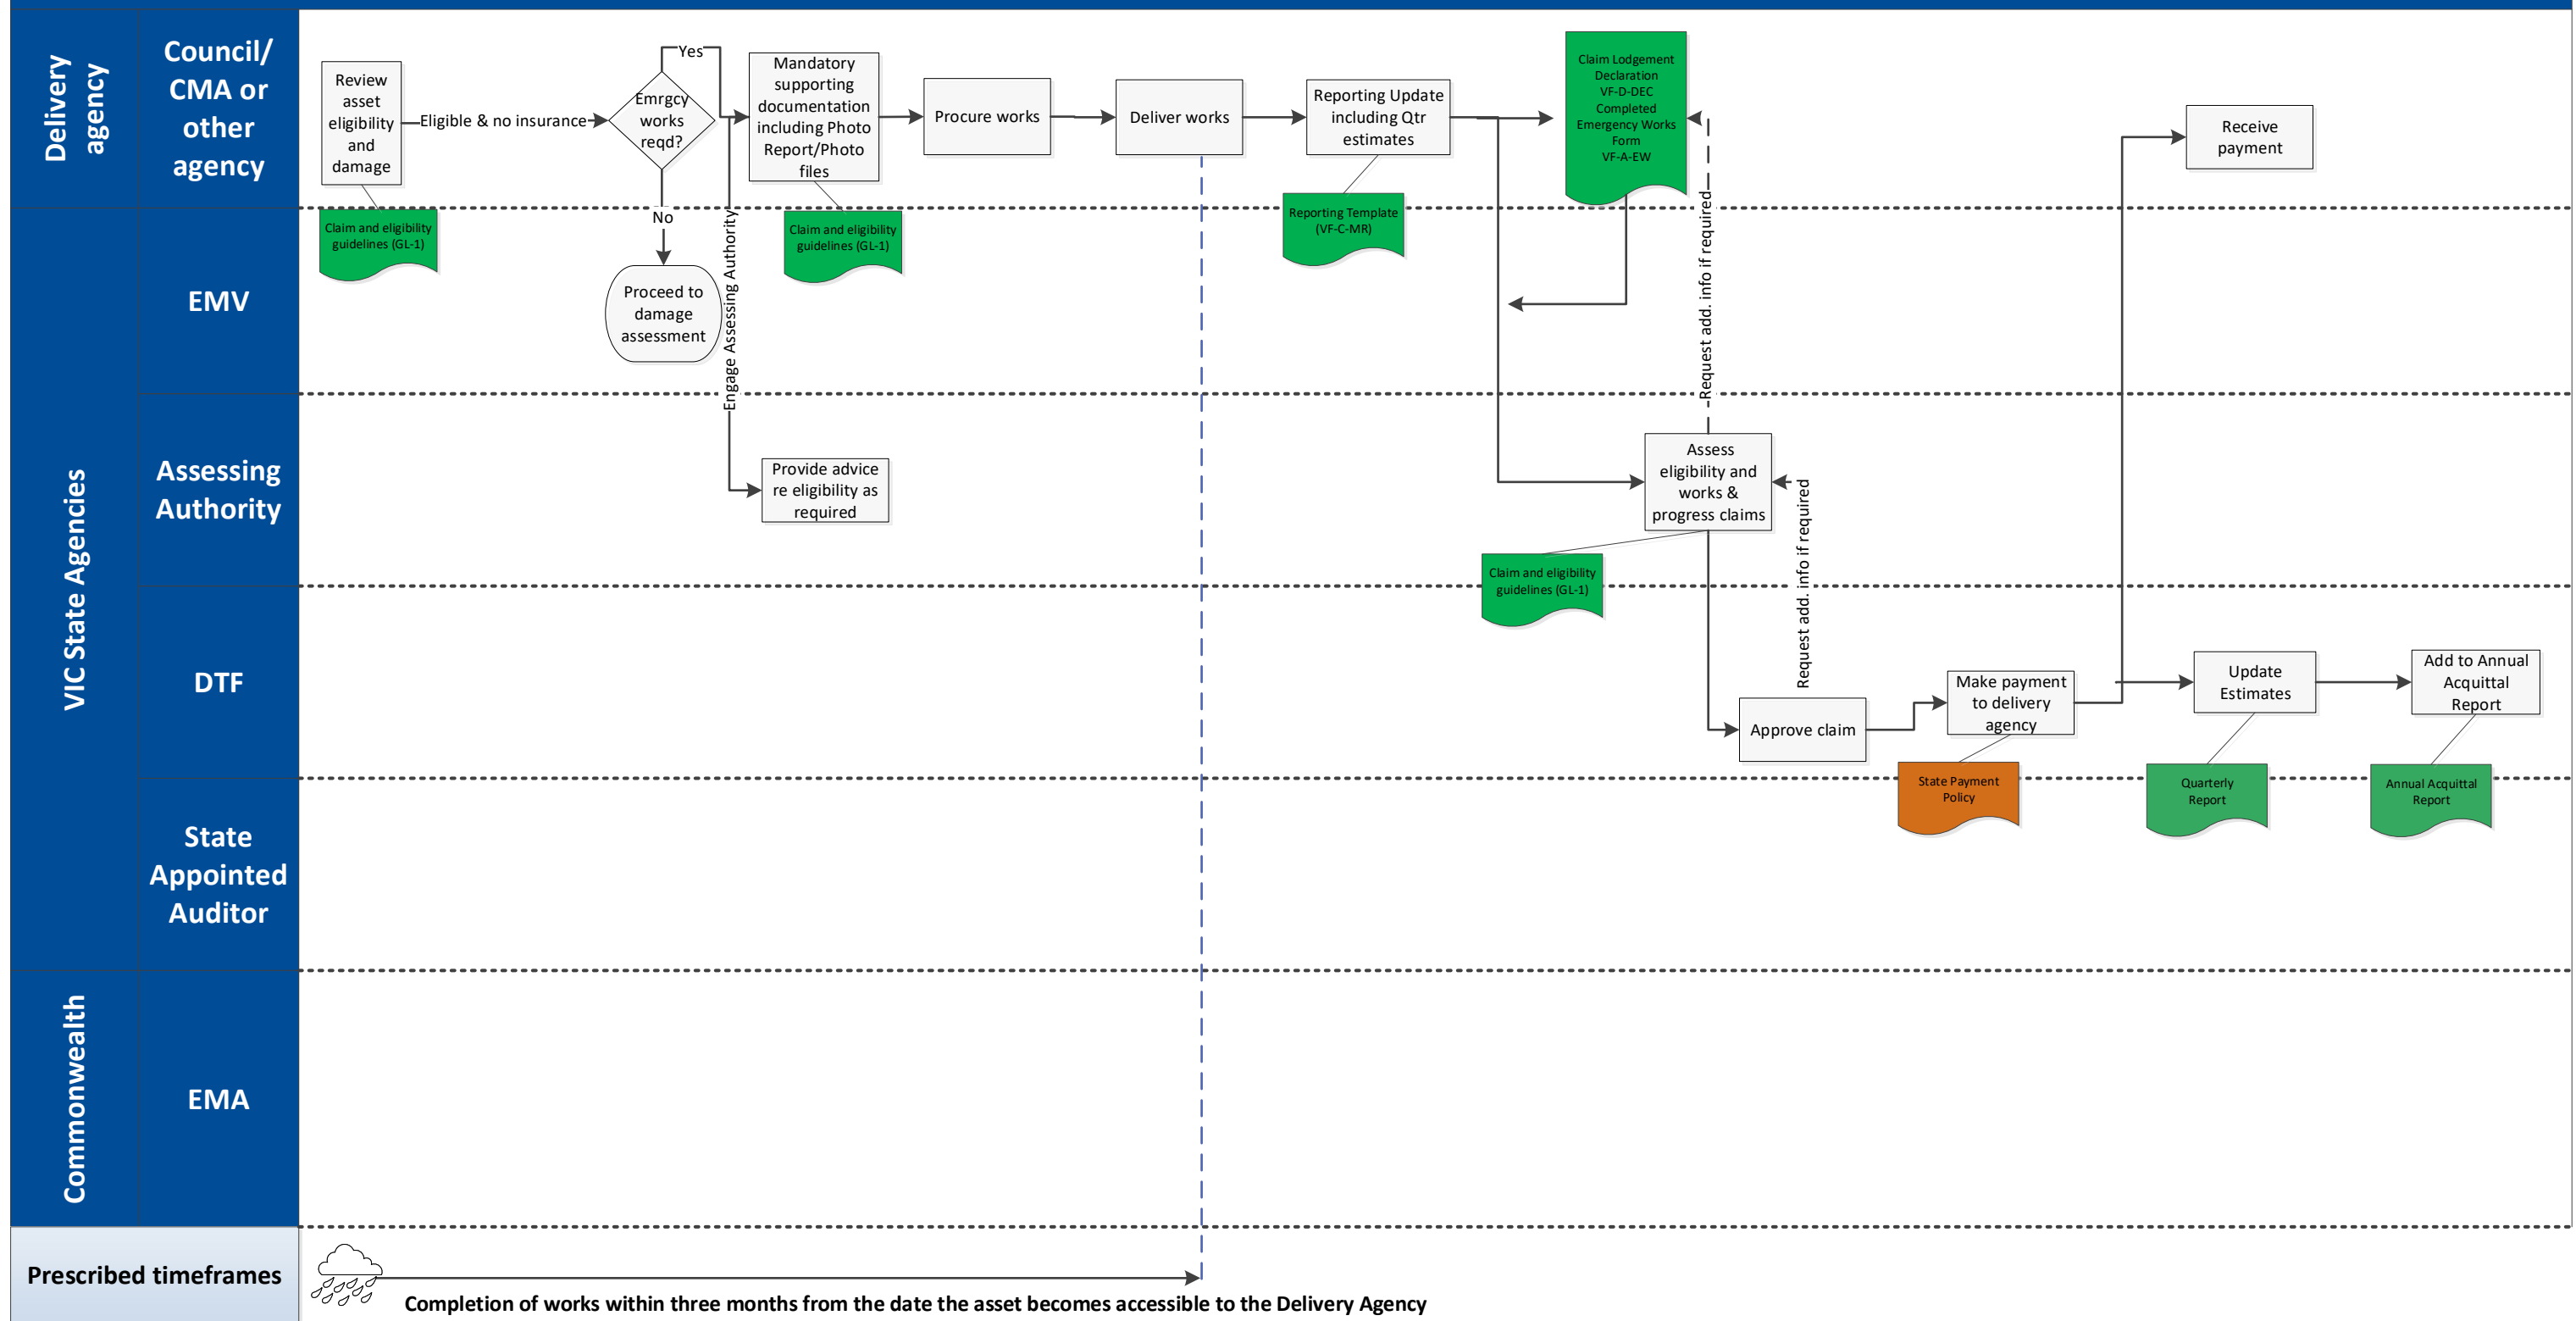 Delivery
agency
Council/
CMA or
other
agency
Review
asset
eligibility
and
damage
Eligible & no insurance
Emrgcy
works
reqd?
Yes
No
Mandatory
supporting
documentation
including Photo
Report/Photo
files
Procure works
Deliver works
Reporting Update
including Qtr
estimates
Claim Lodgement
Declaration
VF-D-DEC
Completed
Emergency Works
Form
VF-A-EW
Receive
payment
VIC State Agencies
EMV
Claim and eligibility
guidelines (GL-1)
Proceed to
damage
assessment
Engage Assessing Authority
Claim and eligibility
guidelines (GL-1)
Reporting Template
(VF-C-MR)
Request add. info if required
Assessing
Authority
Provide advice
re eligibility as
required
Assess
eligibility and
works &
progress claims
Request add. info if required
Claim and eligibility
guidelines (GL-1)
DTF
Approve claim
Make payment
to delivery
agency
Update
Estimates
Add to Annual
Acquittal
Report
State Payment
Policy
Quarterly
Report
Annual Acquittal
Report
State
Appointed
Auditor
Commonwealth
EMA
Prescribed timeframes
Completion of works within three months from the date the asset becomes accessible to the Delivery Agency